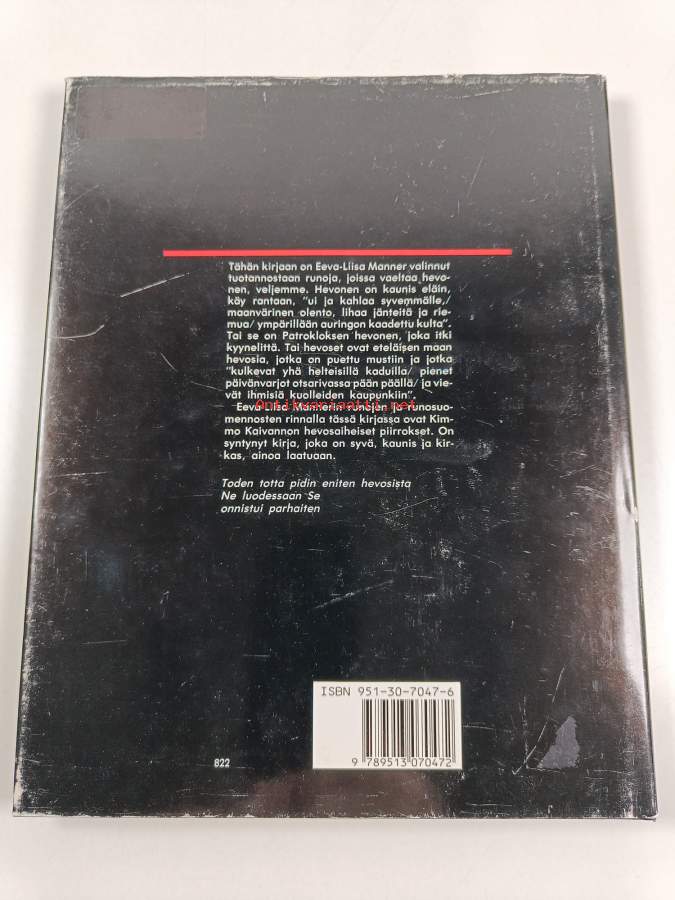 Tähän kirjaan on Eeva-Liisa Manner valinnut
tuotannostaan runoja, joissa vaeltaa hevo-
nen, veljemme. Hevonen on kaunis eläin,
käy rantaan, "ui ja kahlaa syvemmälle,/
maanvärinen olento, lihaa jänteitä ja rie-
mua/ ympärillään auringon kaadettu kulta".
Tai se on Patrokloksen hevonen, joka itki
kyynelittä. Tai hevoset ovat eteläisen maan
hevosia, jotka on puettu mustiin ja jotka
"kulkevat yhä helteisillä kaduilla/ pienet
päivänvarjot otsarivassa pään päällä/ ja vie-
vät ihmisiä kuolleiden kaupunkiin".
Antikvariaatti.net
Eeva-Liisa Mannerin runojen ja runosuo-
mennosten rinnalla tässä kirjassa ovat Kim-
mo Kaivannon hevosaiheiset piirrokset. On
syntynyt kirja, joka on syvä, kaunis ja kir-
kas, ainoa laatuaan.
Toden totta pidin eniten hevosista
Ne luodessaan Se
onnistui parhaiten
ISBN 951-30-7047-6
9 789513 070472
822